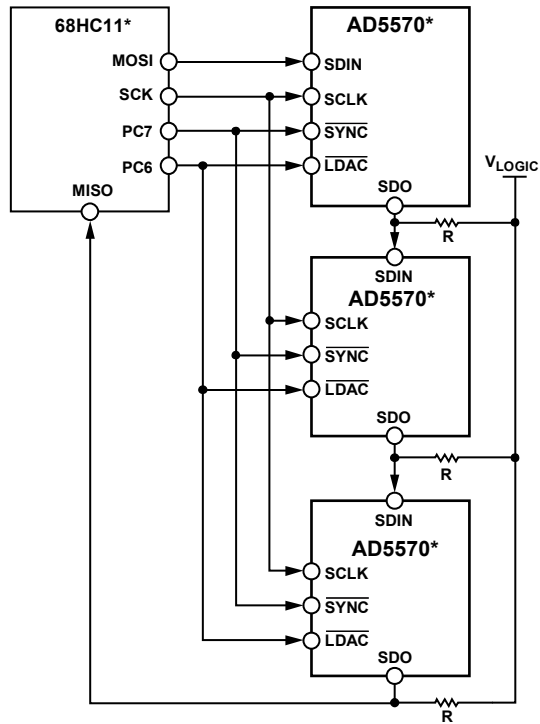 68HC11*
MOSI
SCK
PC7
PC6
MISO
AD5570*
SDIN
SCLK
SYNC
LDAC
SDO
VLOGIC
R
SDIN
AD5570*
SCLK
SYNC
LDAC
SDO
R
SDIN
AD5570*
SCLK
SYNC
LDAC
SDO
R